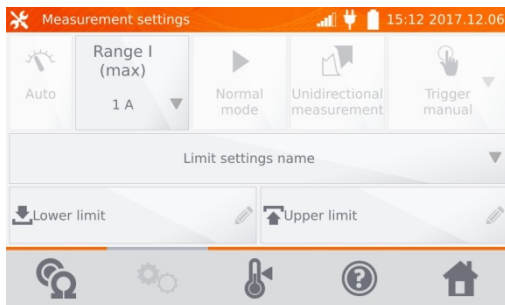 Measurement settings
15:12 2017.12.06
Range I
(max)
1 A
Auto
Normal
mode
Unidirectional
measurement
Trigger
manual
Limit settings name
Lower limit
Upper limit